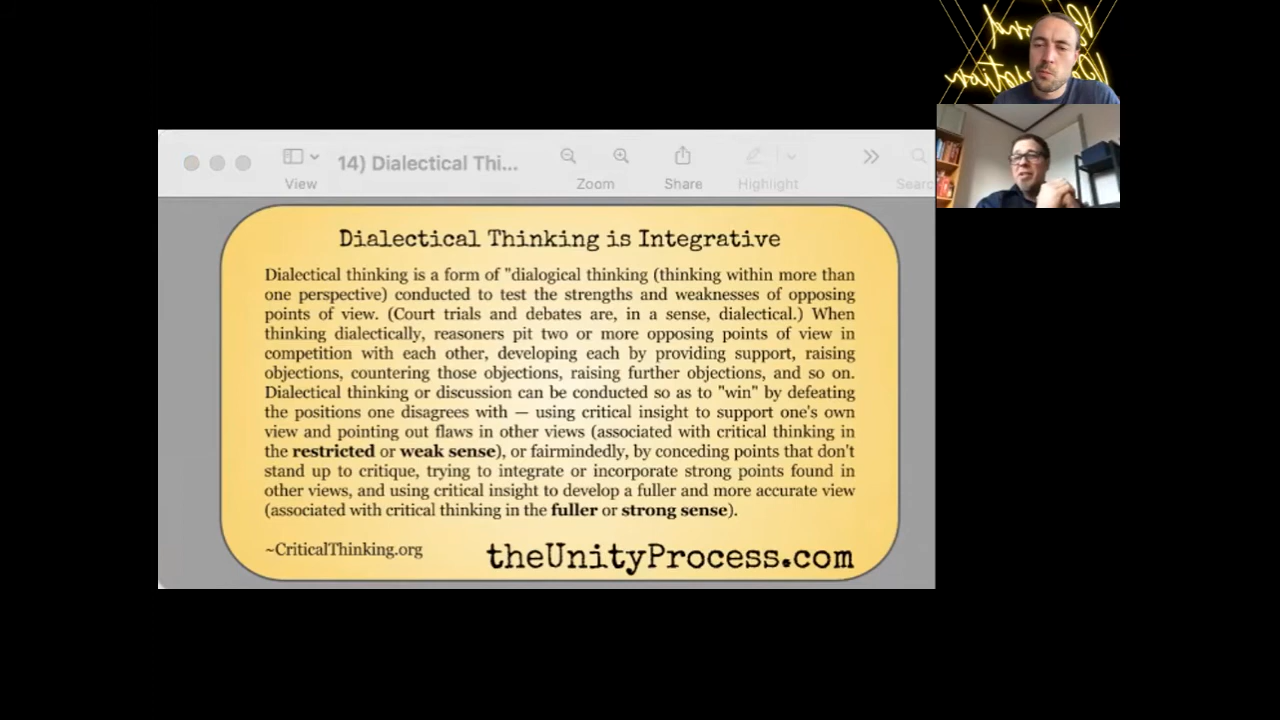 14) Dialectical Thi...
View
Zoom
Share
Highlight
Searc
Dialectical Thinking is Integrative
Dialectical thinking is a form of "dialogical thinking (thinking within more than
one perspective) conducted to test the strengths and weaknesses of opposing
points of view. (Court trials and debates are, in a sense, dialectical.) When
thinking dialectically, reasoners pit two or more opposing points of view in
competition with each other, developing each by providing support, raising
objections, countering those objections, raising further objections, and so on.
Dialectical thinking or discussion can be conducted so as to "win" by defeating
the positions one disagrees with — using critical insight to support one's own
view and pointing out flaws in other views (associated with critical thinking in
the restricted or weak sense), or fairmindedly, by conceding points that don't
stand up to critique, trying to integrate or incorporate strong points found in
other views, and using critical insight to develop a fuller and more accurate view
(associated with critical thinking in the fuller or strong sense).
~CriticalThinking.org
theUnityProcess.com